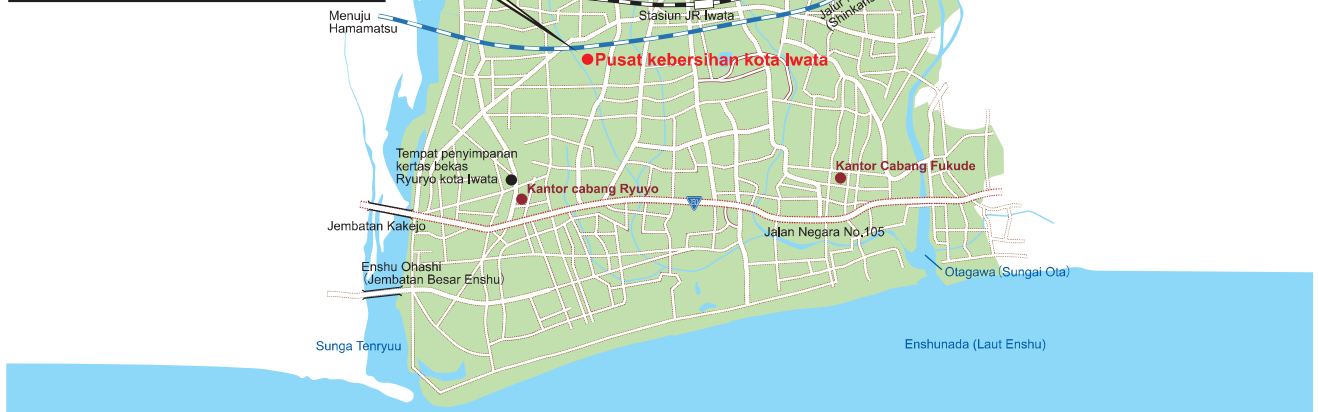 Menuju
Hamamatsu
Stasiun JR Iwata
Jalur
(Shinkans
Pusat kebersihan kota Iwata
Tempat penyimpanan
kertas bekas
Ryuryo kota Iwata
Kantor cabang Ryuyo
Kantor Cabang Fukude
Jembatan Kakejo
Jalan Negara No.105
Enshu Ohashi
(Jembatan Besar Enshu)
Otagawa (Sungai Ota)
Sunga Tenryuu
Enshunada (Laut Enshu)